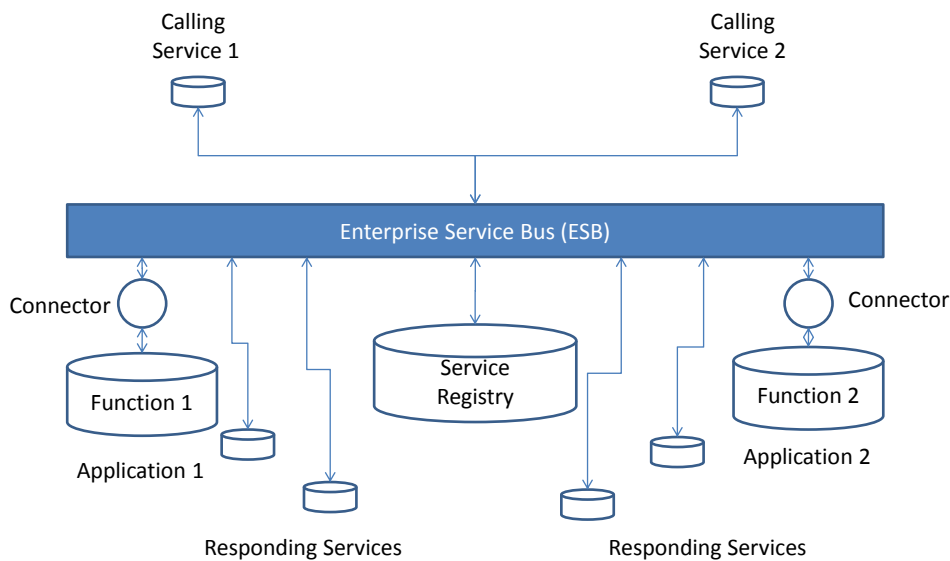 Calling
Service 1
Calling
Service 2
Enterprise Service Bus (ESB)
Connector
Connector
Service
Registry
Function 1
Function 2
Application 1
Application 2
Responding Services
Responding Services